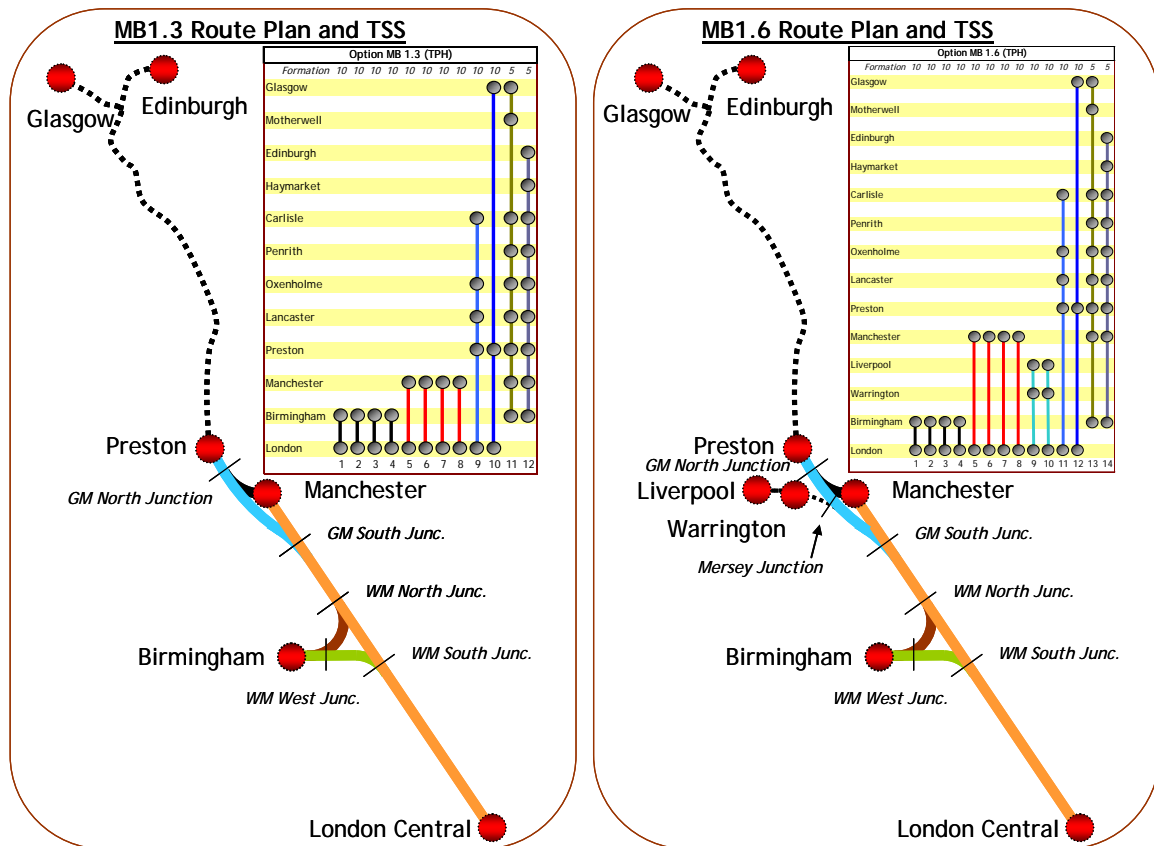 MB1.3 Route Plan and TSS
Option MB 1.3 (TPH)
Formation 10 10 10 10 10 10 10 10 10 10 5 5
Glasgow
Motherwell
Edinburgh
Haymarket
Carlisle
Penrith
Oxenholme
Lancaster
Preston
Manchester
Birmingham
London
1 2 3 4 5 6 7 8 9 10 11 12
Glasgow
Edinburgh
Preston
GM North Junction
Manchester
GM South Junc.
WM North Junc.
Birmingham
WM South Junc.
WM West Junc.
London Central
MB1.6 Route Plan and TSS
Option MB 1.6 (TPH)
Formation 10 10 10 10 10 10 10 10 10 10 10 10 5 5
Glasgow
Motherwell
Edinburgh
Haymarket
Carlisle
Penrith
Oxenholme
Lancaster
Preston
Manchester
Liverpool
Warrington
Birmingham
London
1 2 3 4 5 6 7 8 9 10 11 12 13 14
Glasgow
Edinburgh
Preston
GM North Junction
Liverpool
Manchester
Warrington
GM South Junc.
Mersey Junction
WM North Junc.
Birmingham
WM South Junc.
WM West Junc.
London Central